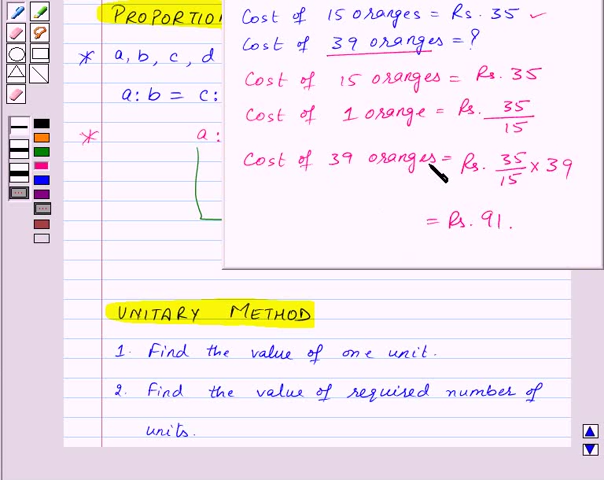 PROPORTIO
* a, b, c, d
a : b = c :
* a :
Cost of 15 oranges = Rs. 35 ✓
Cost of 39 oranges = ?
Cost of 15 oranges = Rs. 35
Cost of 1 orange = Rs. 35/15
Cost of 39 oranges = Rs. 35/15 × 39
= Rs. 91.
UNITARY METHOD
1. Find the value of one unit.
2. Find the value of required number of
units.